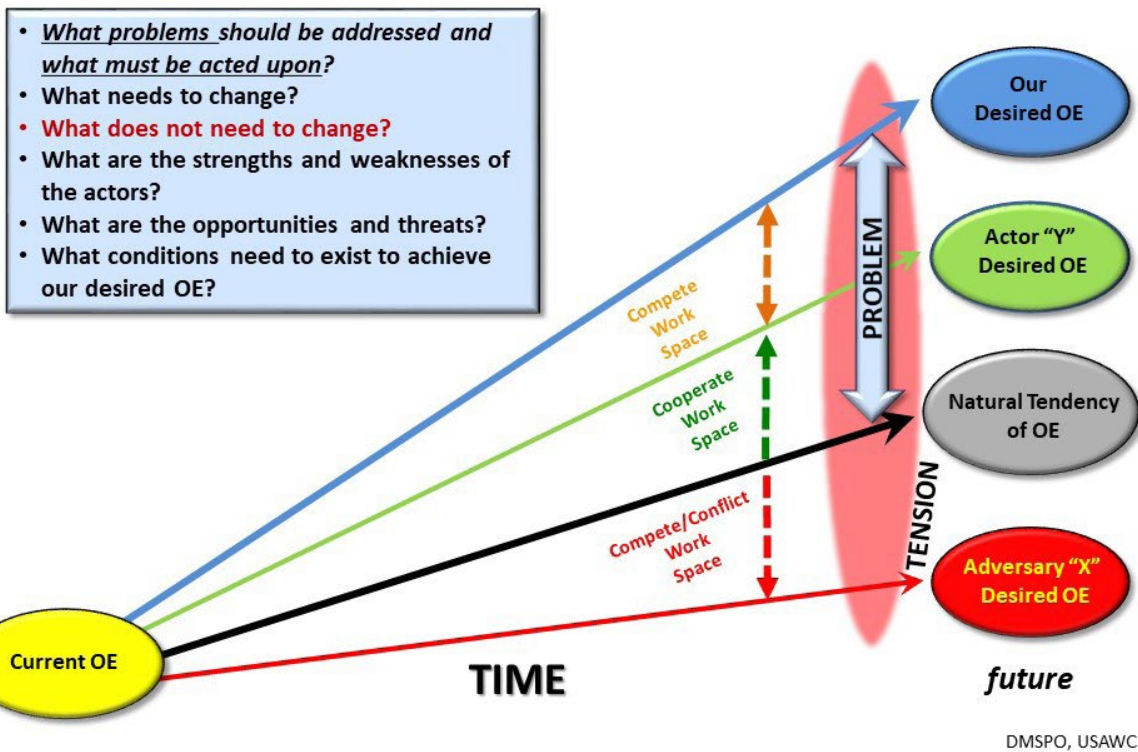 • What problems should be addressed and
what must be acted upon?
• What needs to change?
• What does not need to change?
• What are the strengths and weaknesses of
the actors?
• What are the opportunities and threats?
• What conditions need to exist to achieve
our desired OE?
Our
Desired OE
Actor “Y”
Desired OE
PROBLEM
Compete
Work
Space
Cooperate
Work
Space
Natural Tendency
of OE
TENSION
Compete/Conflict
Work
Space
Adversary “X”
Desired OE
Current OE
TIME
future
DMSPO, USAWC